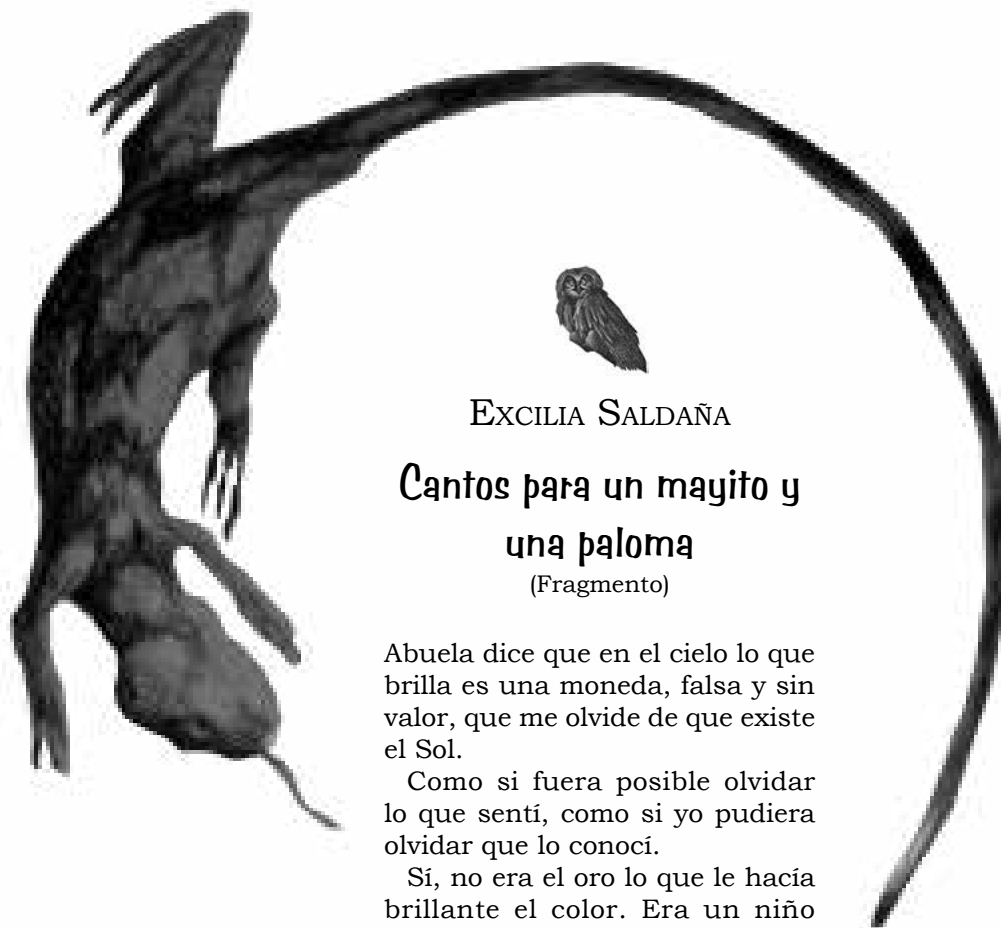 EXCILIA SALDAÑA
Cantos para un mayito y
una paloma
(Fragmento)
Abuela dice que en el cielo lo que
brilla es una moneda, falsa y sin
valor, que me olvide de que existe
el Sol.
Como si fuera posible olvidar
lo que sentí, como si yo pudiera
olvidar que lo conocí.
Sí, no era el oro lo que le hacía
brillante el color. Era un niño